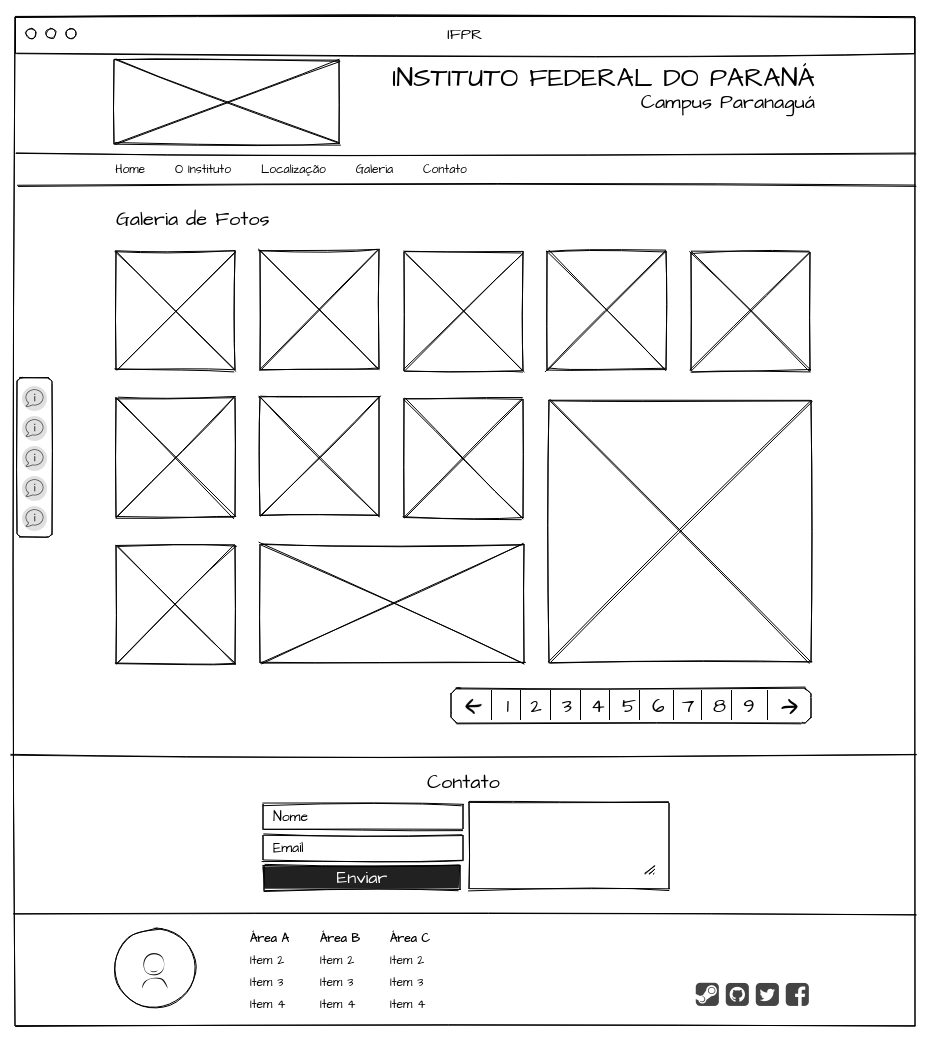 IFPR
INSTITUTO FEDERAL DO PARANÁ
Campus Paranaguá
Home O Instituto Localização Galeria Contato
Galeria de Fotos
i
i
i
i
i
← 1 2 3 4 5 6 7 8 9 →
Contato
Nome
Email
Enviar
Área A Área B Área C
Item 2 Item 2 Item 2
Item 3 Item 3 Item 3
Item 4 Item 4 Item 4